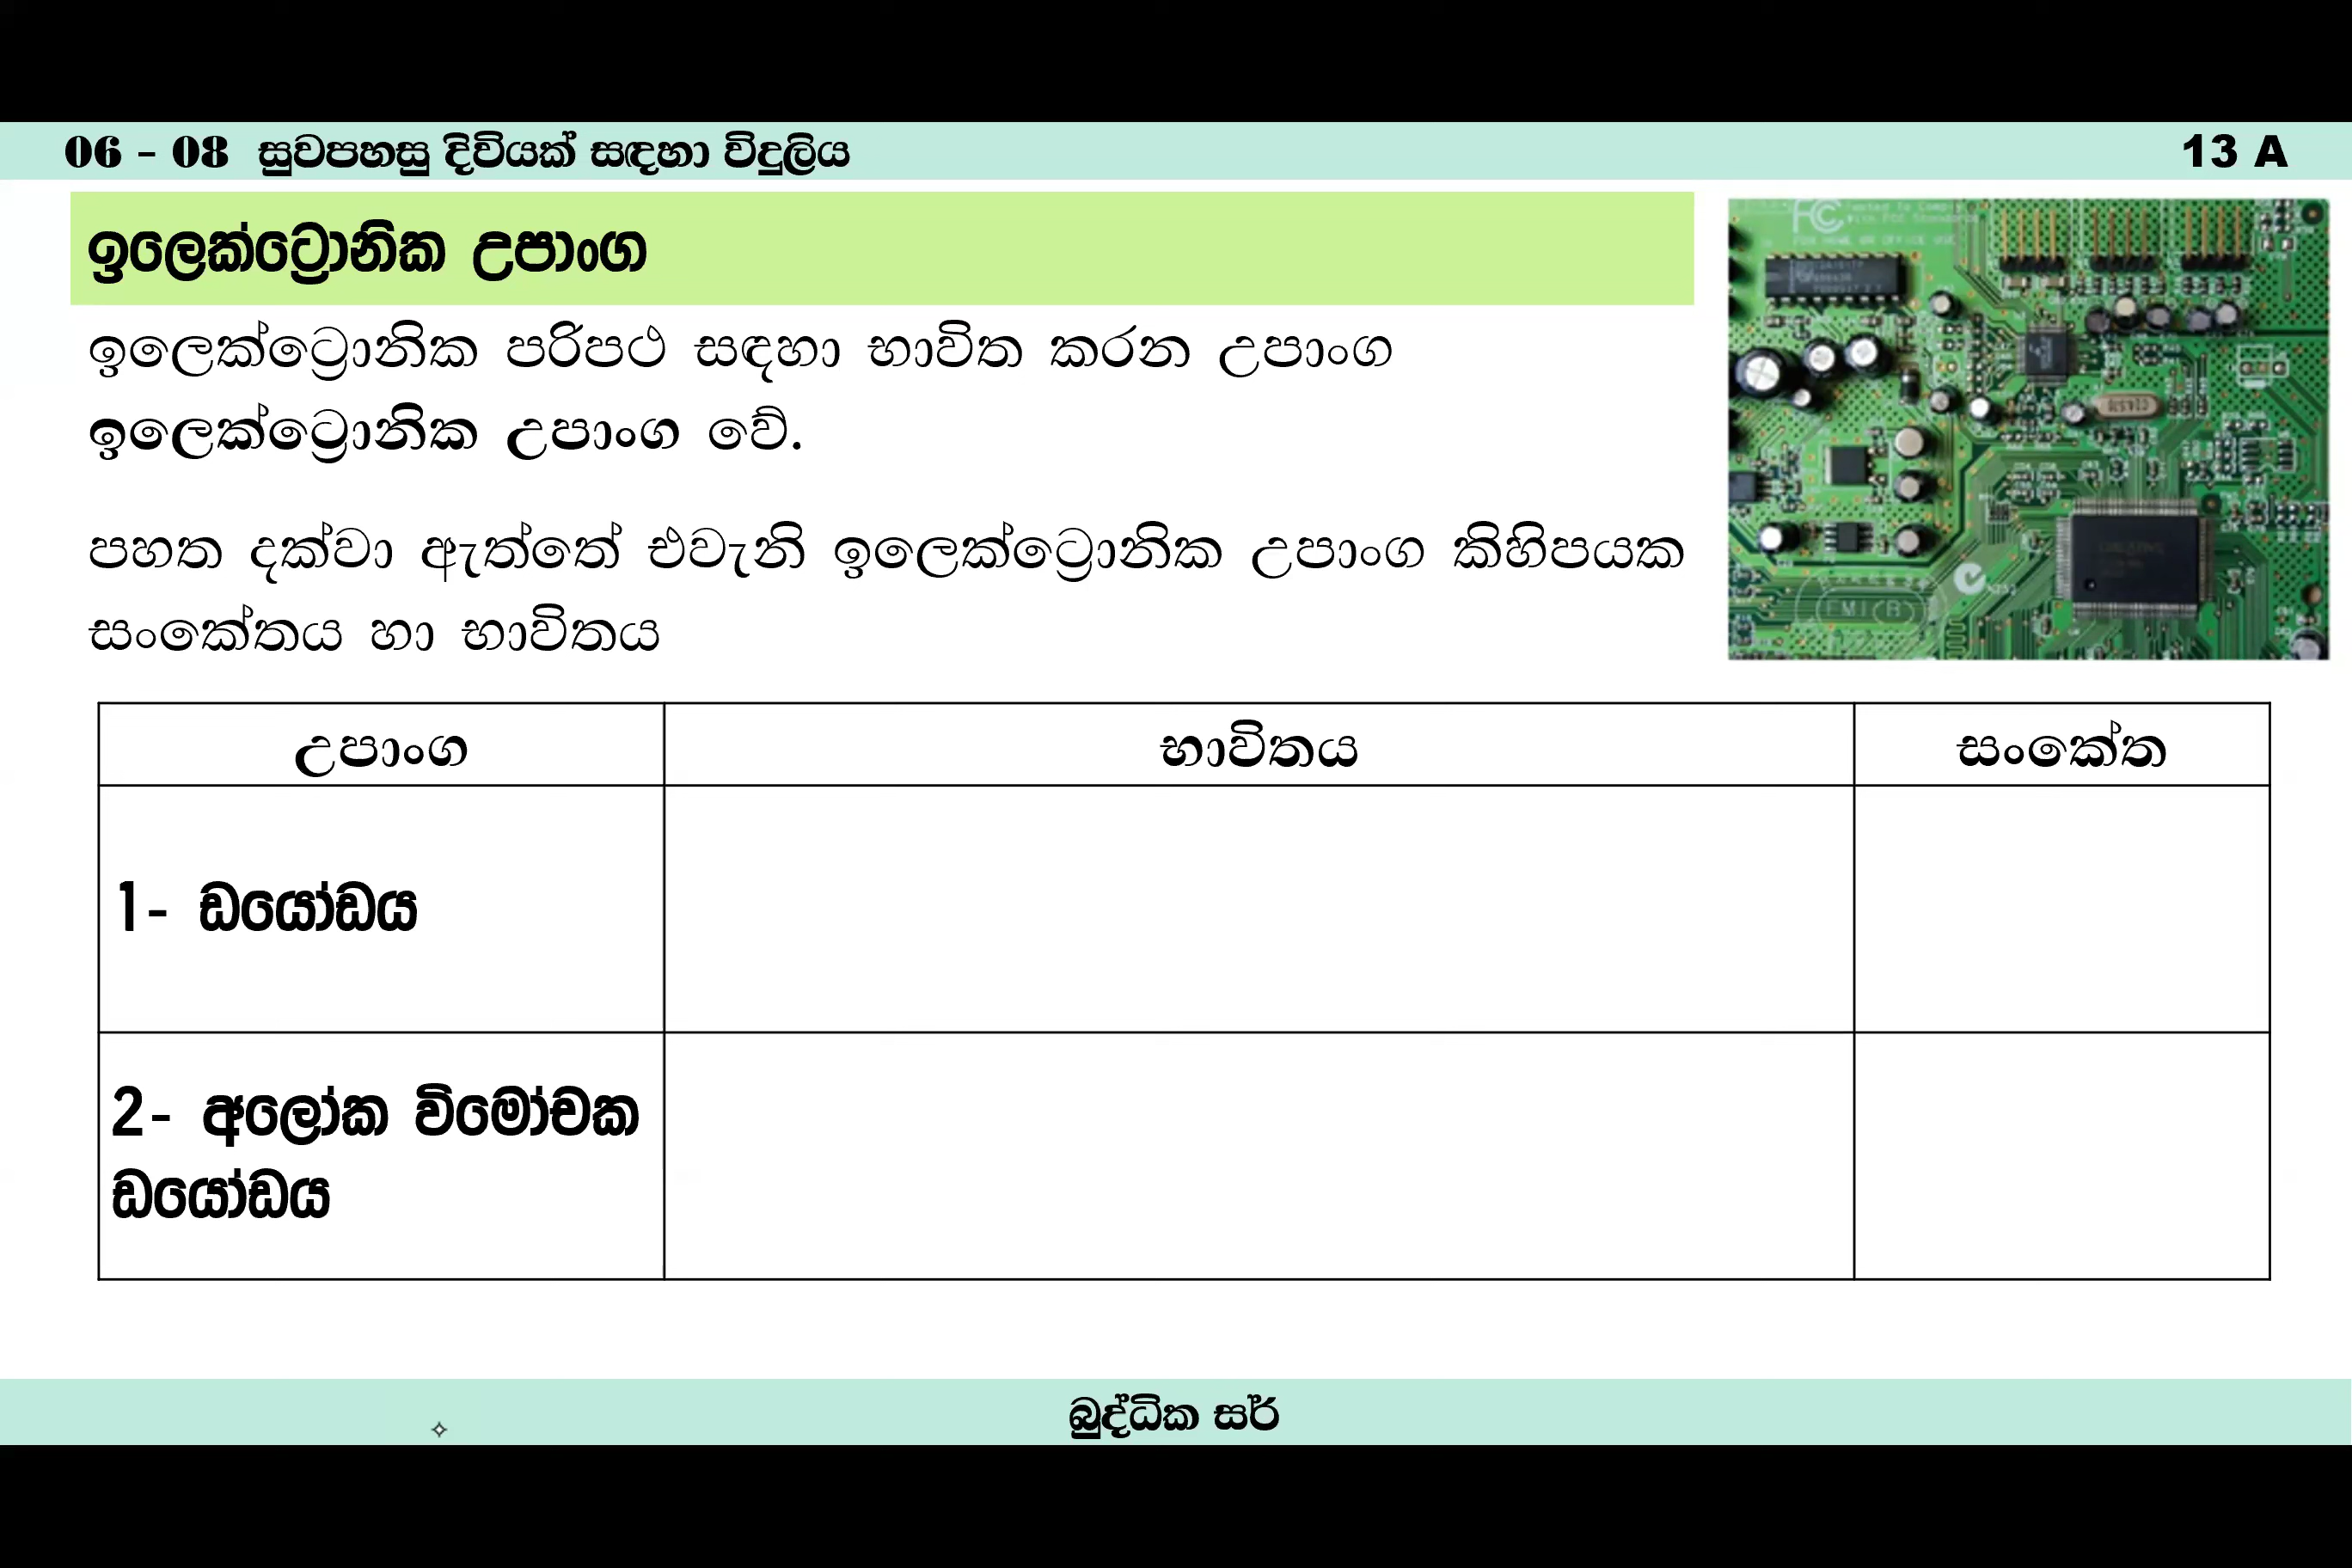 06 - 08 සුවපහසු දිවියක් සඳහා විදුලිය
13 A
ඉලෙක්ට්‍රොනික උපාංග
ඉලෙක්ට්‍රොනික පරිපථ සඳහා භාවිත කරන උපාංග
ඉලෙක්ට්‍රොනික උපාංග වේ.
පහත දක්වා ඇත්තේ එවැනි ඉලෙක්ට්‍රොනික උපාංග කිහිපයක
සංකේතය හා භාවිතය
උපාංග
භාවිතය
සංකේත
1- ඩයෝඩය
2- අලෝක විමෝචක
ඩයෝඩය
බුද්ධික සර්